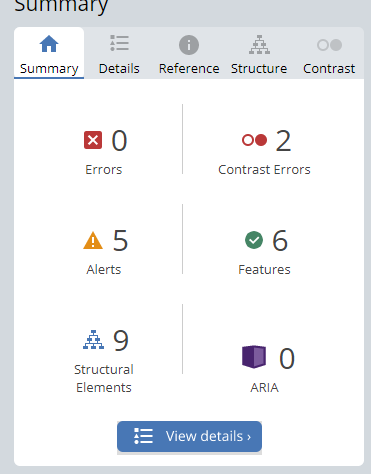 Summary
Summary Details Reference Structure Contrast
0 2
Errors Contrast Errors
5 6
Alerts Features
9 0
Structural
Elements
ARIA
View details ›